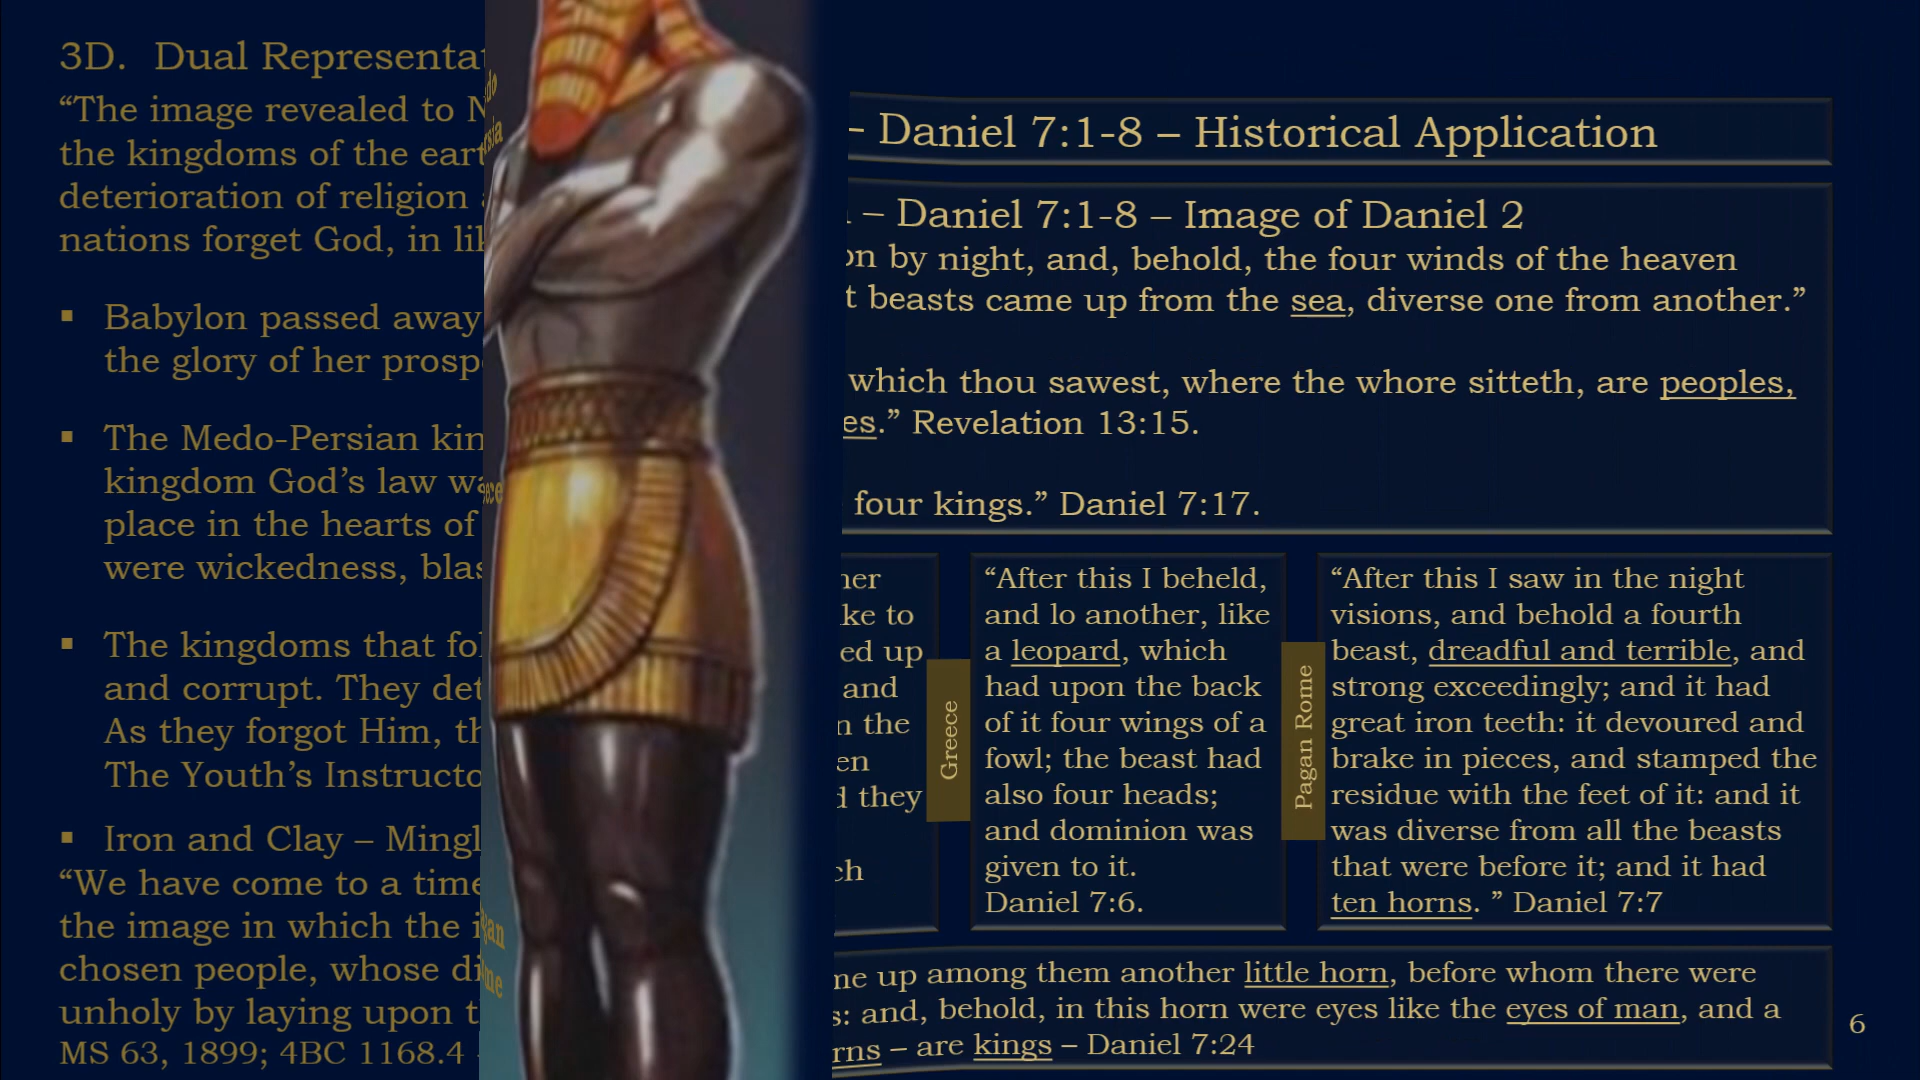 3D. Dual Representat
“The image revealed to N
the kingdoms of the eart
deterioration of religion
nations forget God, in lik
▪ Babylon passed away
the glory of her prosp
▪ The Medo-Persian kin
kingdom God’s law wa
place in the hearts of
were wickedness, blas
▪ The kingdoms that fol
and corrupt. They det
As they forgot Him, th
The Youth’s Instructo
▪ Iron and Clay – Mingl
“We have come to a time
the image in which the i
chosen people, whose di
unholy by laying upon t
MS 63, 1899; 4BC 1168.4
– Daniel 7:1-8 – Historical Application
– Daniel 7:1-8 – Image of Daniel 2
on by night, and, behold, the four winds of the heaven
t beasts came up from the sea, diverse one from another.”
which thou sawest, where the whore sitteth, are peoples,
es.” Revelation 13:15.
four kings.” Daniel 7:17.
her
ke to
ed up
and
n the
en
d they
ch
Greece
“After this I beheld,
and lo another, like
a leopard, which
had upon the back
of it four wings of a
fowl; the beast had
also four heads;
and dominion was
given to it.
Daniel 7:6.
Pagan Rome
“After this I saw in the night
visions, and behold a fourth
beast, dreadful and terrible, and
strong exceedingly; and it had
great iron teeth: it devoured and
brake in pieces, and stamped the
residue with the feet of it: and it
was diverse from all the beasts
that were before it; and it had
ten horns. ” Daniel 7:7
me up among them another little horn, before whom there were
s: and, behold, in this horn were eyes like the eyes of man, and a
rns – are kings – Daniel 7:24
6